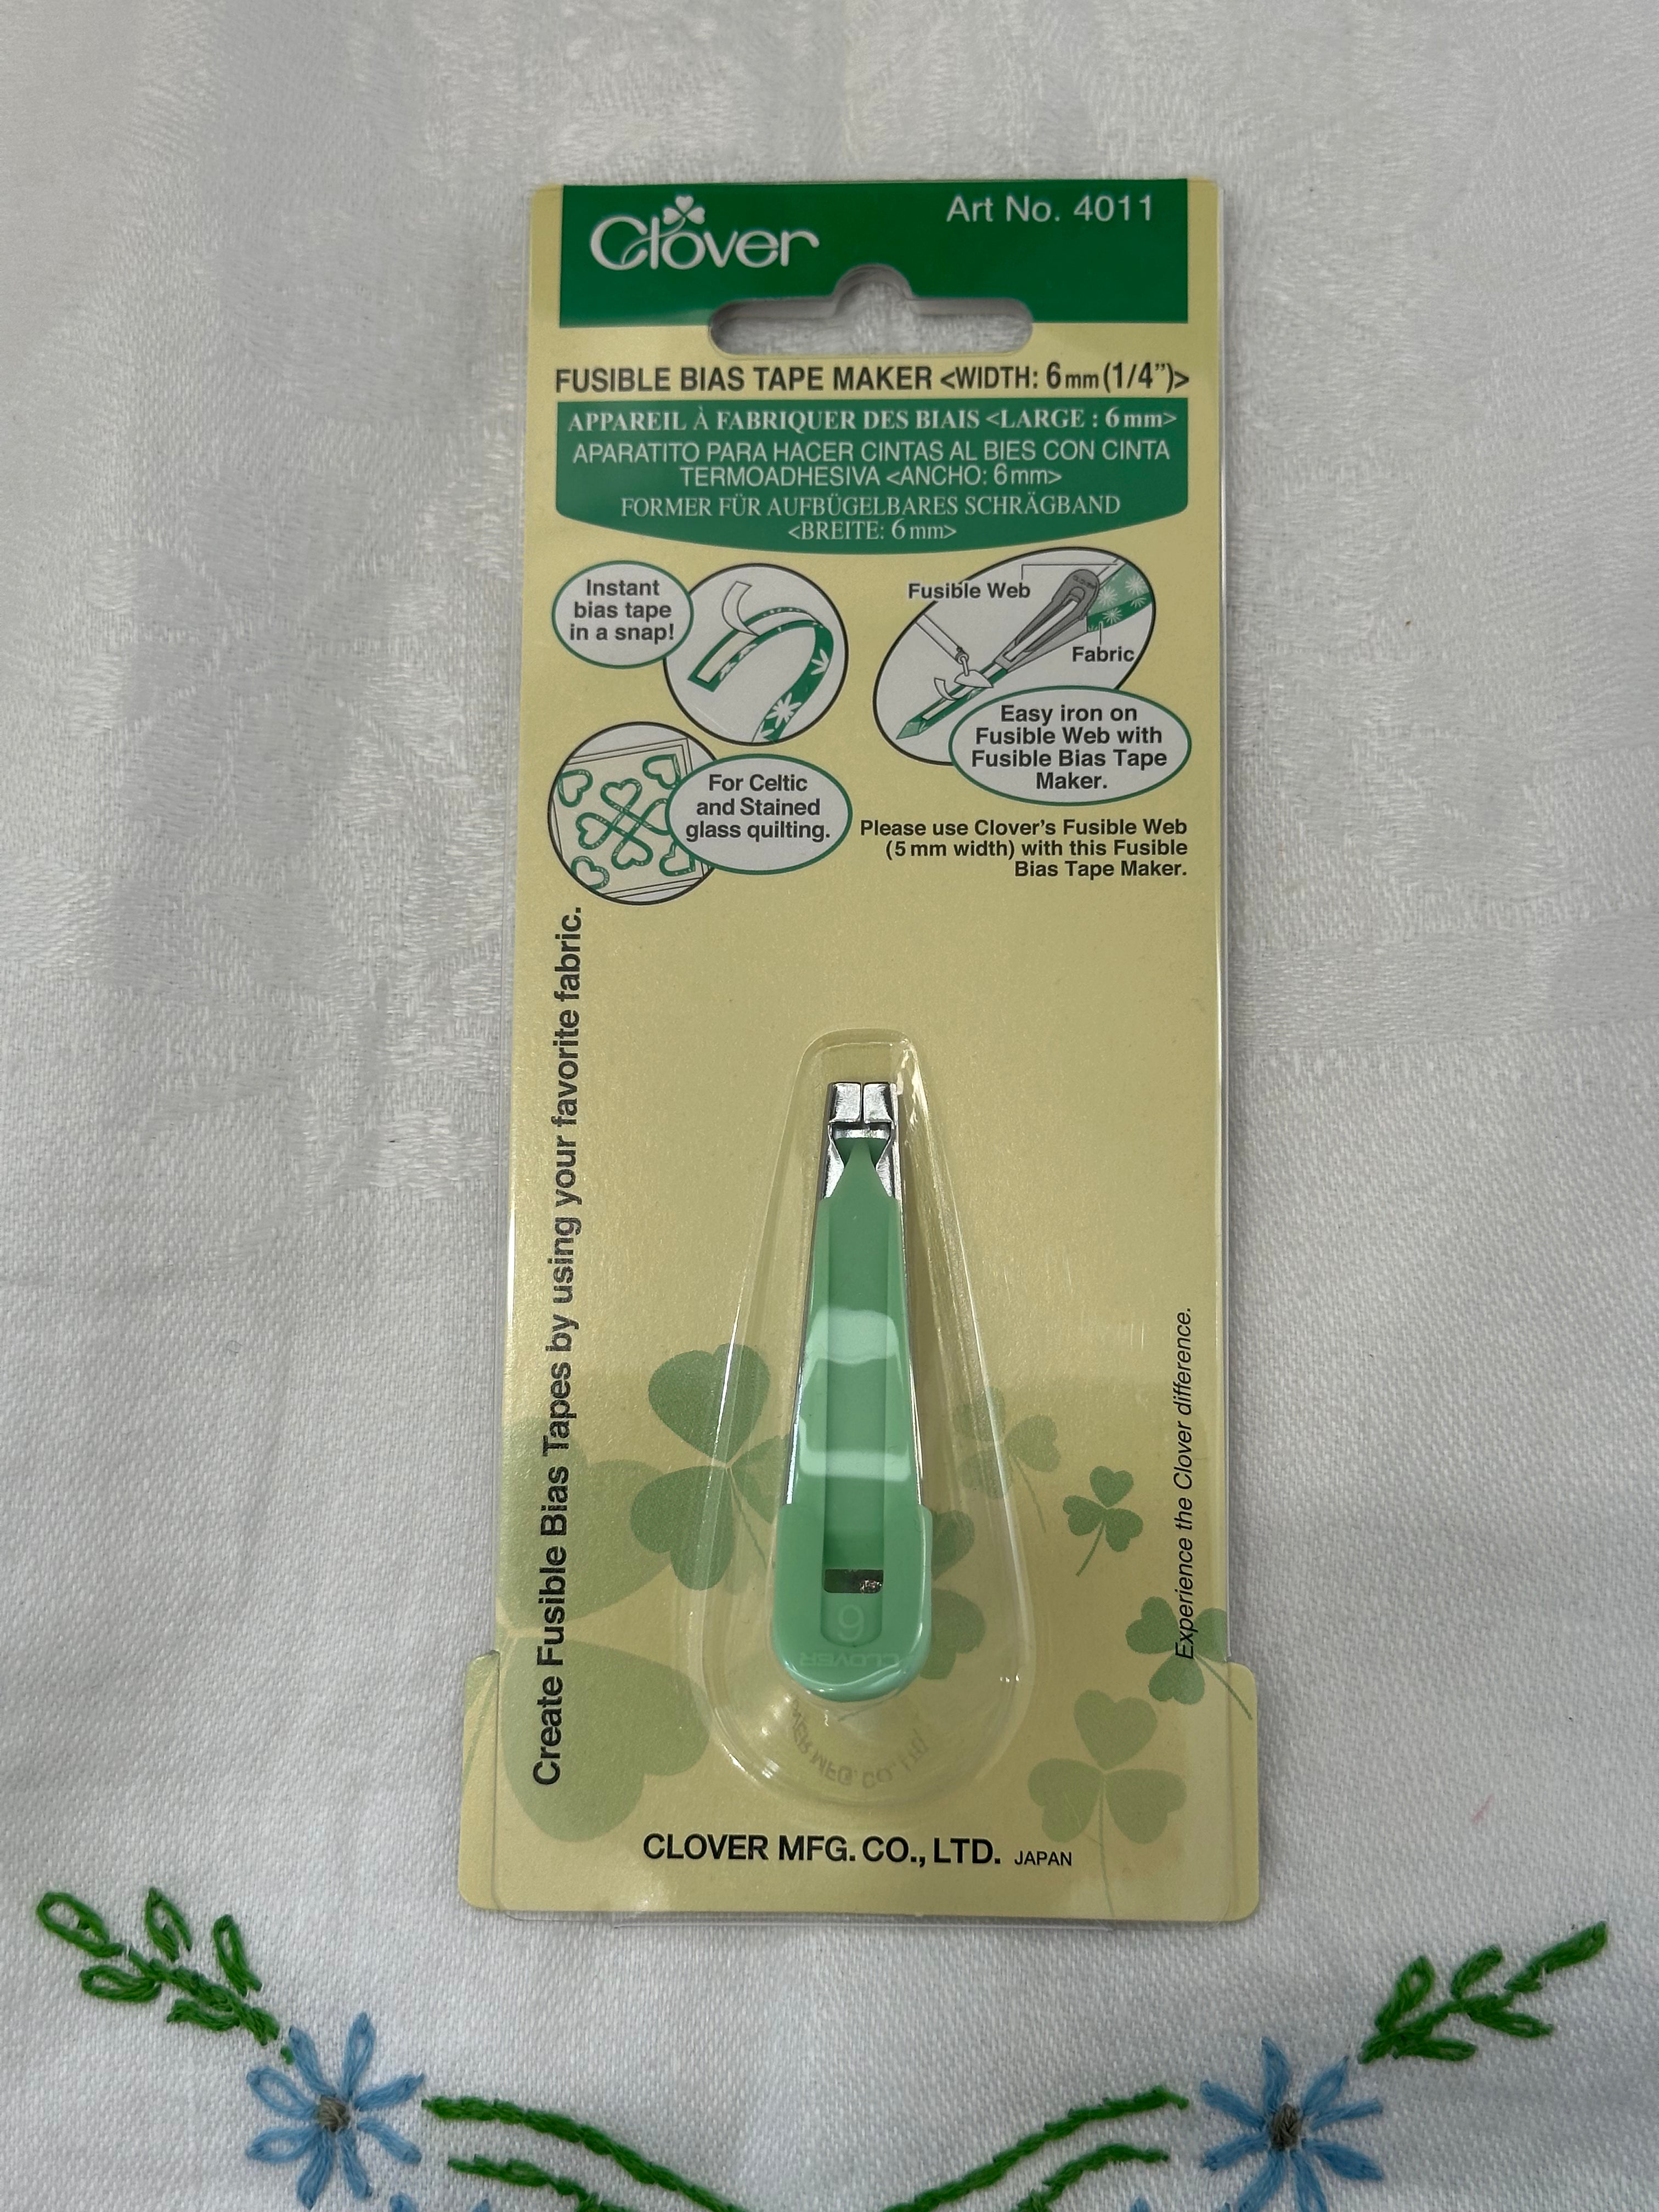 Clover
Art No. 4011
FUSIBLE BIAS TAPE MAKER <WIDTH: 6mm(1/4")>
APPAREIL À FABRIQUER DES BIAIS <LARGE : 6mm>
APARATITO PARA HACER CINTAS AL BIES CON CINTA
TERMOADHESIVA <ANCHO: 6mm>
FORMER FÜR AUFBÜGELBARES SCHRÄGBAND
<BREITE: 6mm>
Instant
bias tape
in a snap!
Fusible Web
Fabric
Easy iron on
Fusible Web with
Fusible Bias Tape
Maker.
For Celtic
and Stained
glass quilting.
Please use Clover's Fusible Web
(5mm width) with this Fusible
Bias Tape Maker.
Create Fusible Bias Tapes by using your favorite fabric.
Experience the Clover difference.
6
CLOVER
MFG. CO., LTD.
CLOVER MFG. CO., LTD. JAPAN